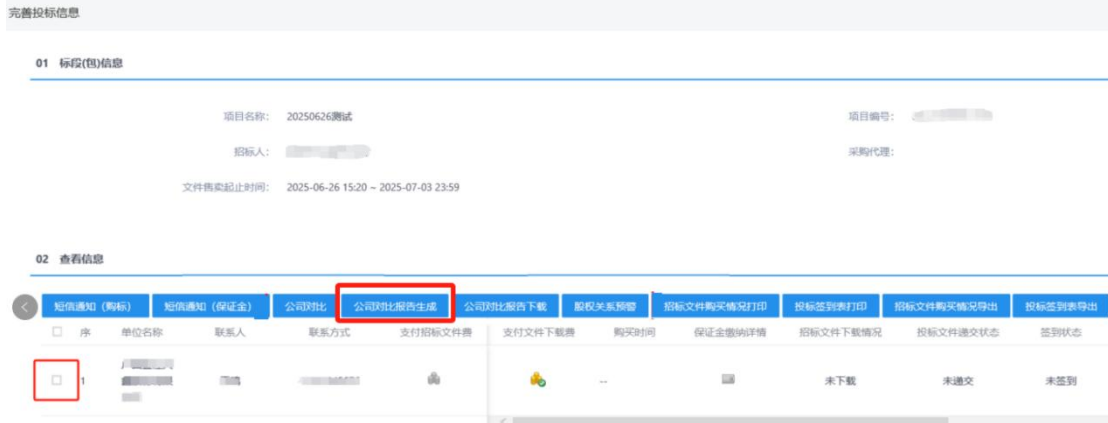 完善投标信息
01 标段(包)信息
项目名称: 20250626测试 项目编号:
招标人: 采购代理:
文件售卖起止时间: 2025-06-26 15:20 ~ 2025-07-03 23:59
02 查看信息
短信通知（购标） 短信通知（保证金） 公司对比 公司对比报告生成 公司对比报告下载 股权关系预警 招标文件购买情况打印 投标签到表打印 招标文件购买情况导出 投标签到表导出
序 单位名称 联系人 联系方式 支付招标文件费 支付文件下载费 购买时间 保证金缴纳详情 招标文件下载情况 投标文件递交状态 签到状态
1 -- 未下载 未递交 未签到